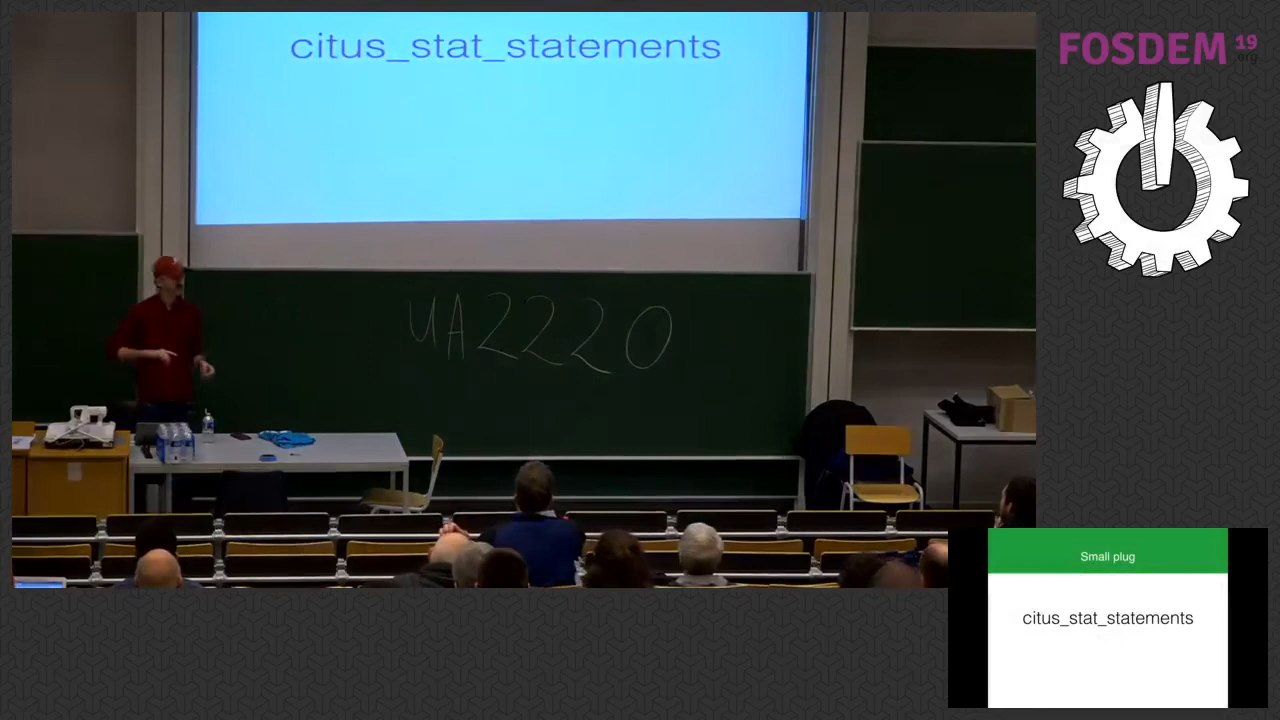 citus_stat_statements
FOSDEM 19
.org
UA2220
Small plug
citus_stat_statements